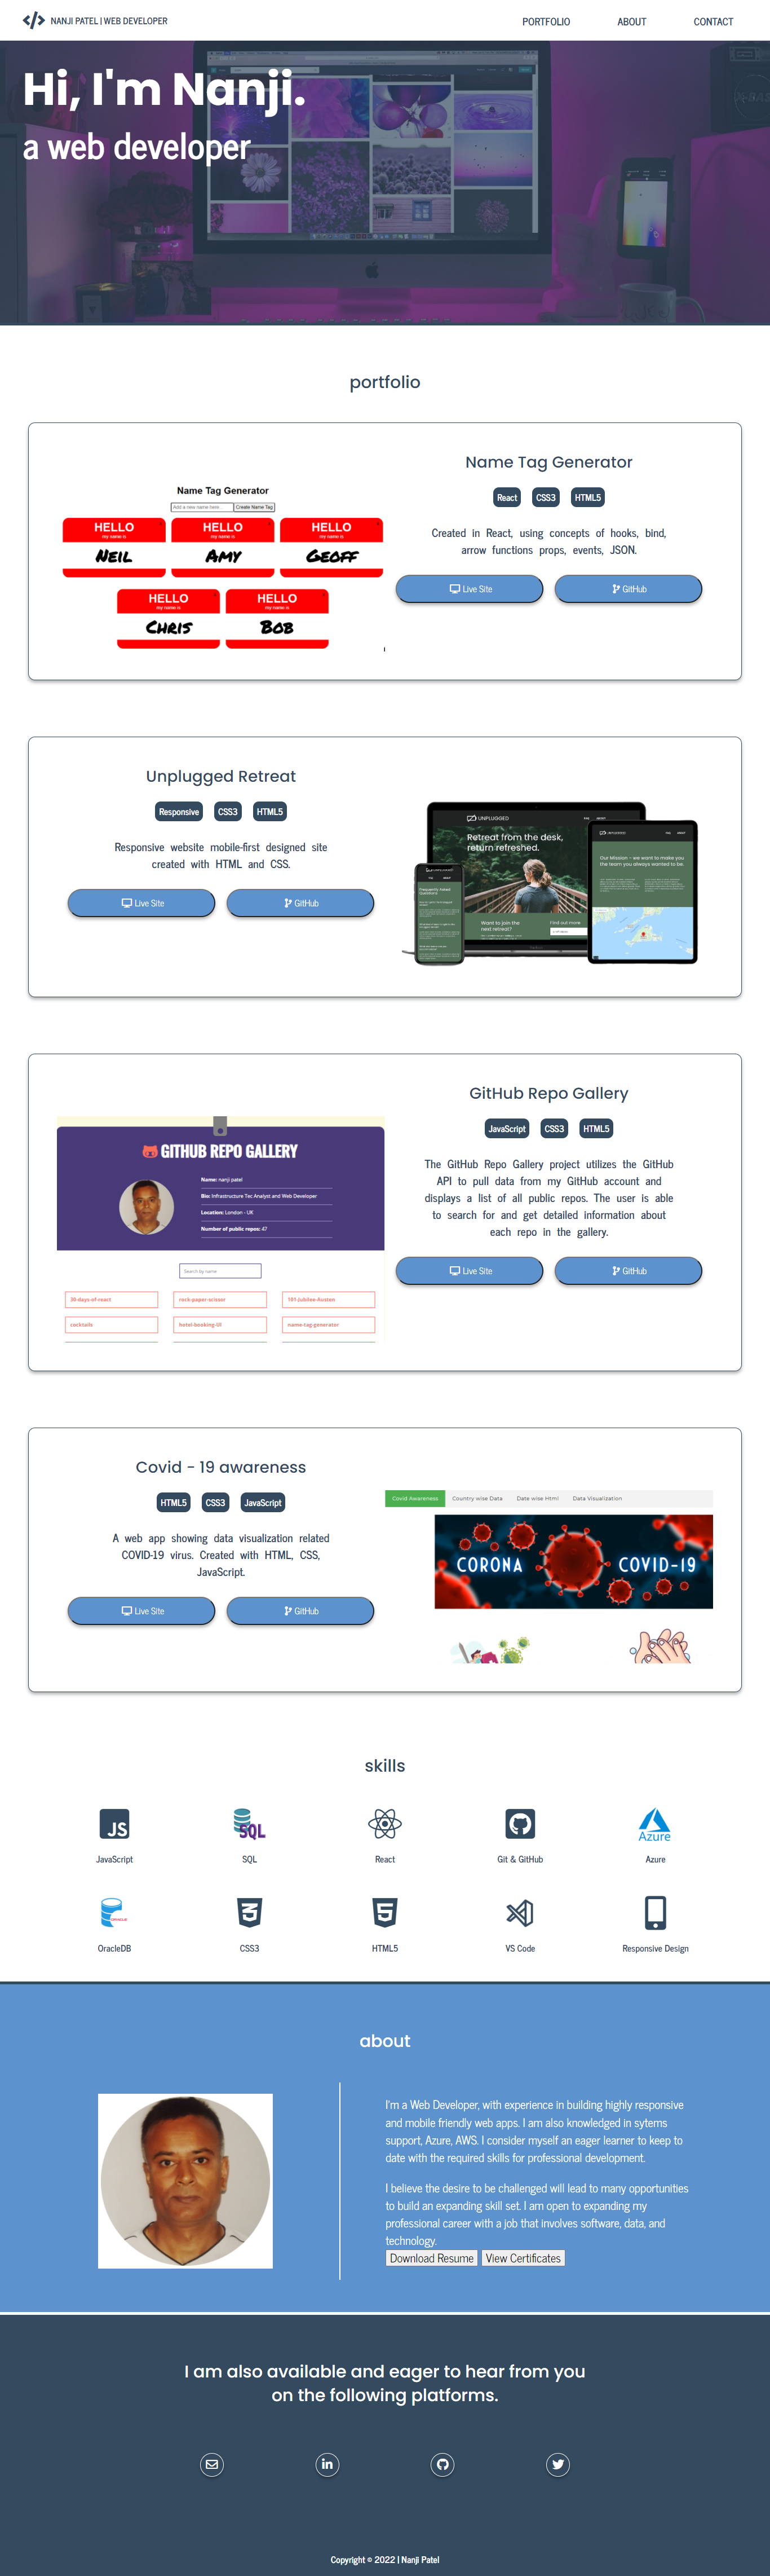 NANJI PATEL | WEB DEVELOPER
PORTFOLIO
ABOUT
CONTACT
Hi, I'm Nanji.
a web developer
portfolio
Name Tag Generator
Add a new name here
Create Name Tag
HELLO
my name is
NEIL
HELLO
my name is
AMY
HELLO
my name is
GEOFF
HELLO
my name is
CHRIS
HELLO
my name is
BOB
Name Tag Generator
React
CSS3
HTML5
Created in React, using concepts of hooks, bind,
arrow functions props, events, JSON.
Live Site
GitHub
Unplugged Retreat
Responsive
CSS3
HTML5
Responsive website mobile-first designed site
created with HTML and CSS.
Live Site
GitHub
UNPLUGGED
Retreat from the desk,
return refreshed.
Want to join the
next retreat?
Find out more
Frequently Asked
Questions
UNPLUGGED
Our Mission – we want to make you
the team you always wanted to be.
GITHUB REPO GALLERY
Name: nanji patel
Bio: Infrastructure Tec Analyst and Web Developer
Location: London - UK
Number of public repos: 47
Search by name
30-days-of-react
rock-paper-scissor
101-Jubilee-Austen
cocktails
hotel-booking-UI
name-tag-generator
GitHub Repo Gallery
JavaScript
CSS3
HTML5
The GitHub Repo Gallery project utilizes the GitHub
API to pull data from my GitHub account and
displays a list of all public repos. The user is able
to search for and get detailed information about
each repo in the gallery.
Live Site
GitHub
Covid - 19 awareness
HTML5
CSS3
JavaScript
A web app showing data visualization related
COVID-19 virus. Created with HTML, CSS,
JavaScript.
Live Site
GitHub
Covid Awareness
Country wise Data
Date wise Html
Data Visualization
CORONA
COVID-19
skills
JS
JavaScript
SQL
SQL
React
Git & GitHub
Azure
Azure
ORACLE
OracleDB
CSS3
HTML5
VS Code
Responsive Design
about
I'm a Web Developer, with experience in building highly responsive
and mobile friendly web apps. I am also knowledged in sytems
support, Azure, AWS. I consider myself an eager learner to keep to
date with the required skills for professional development.
I believe the desire to be challenged will lead to many opportunities
to build an expanding skill set. I am open to expanding my
professional career with a job that involves software, data, and
technology.
Download Resume
View Certificates
I am also available and eager to hear from you
on the following platforms.
Copyright © 2022 | Nanji Patel